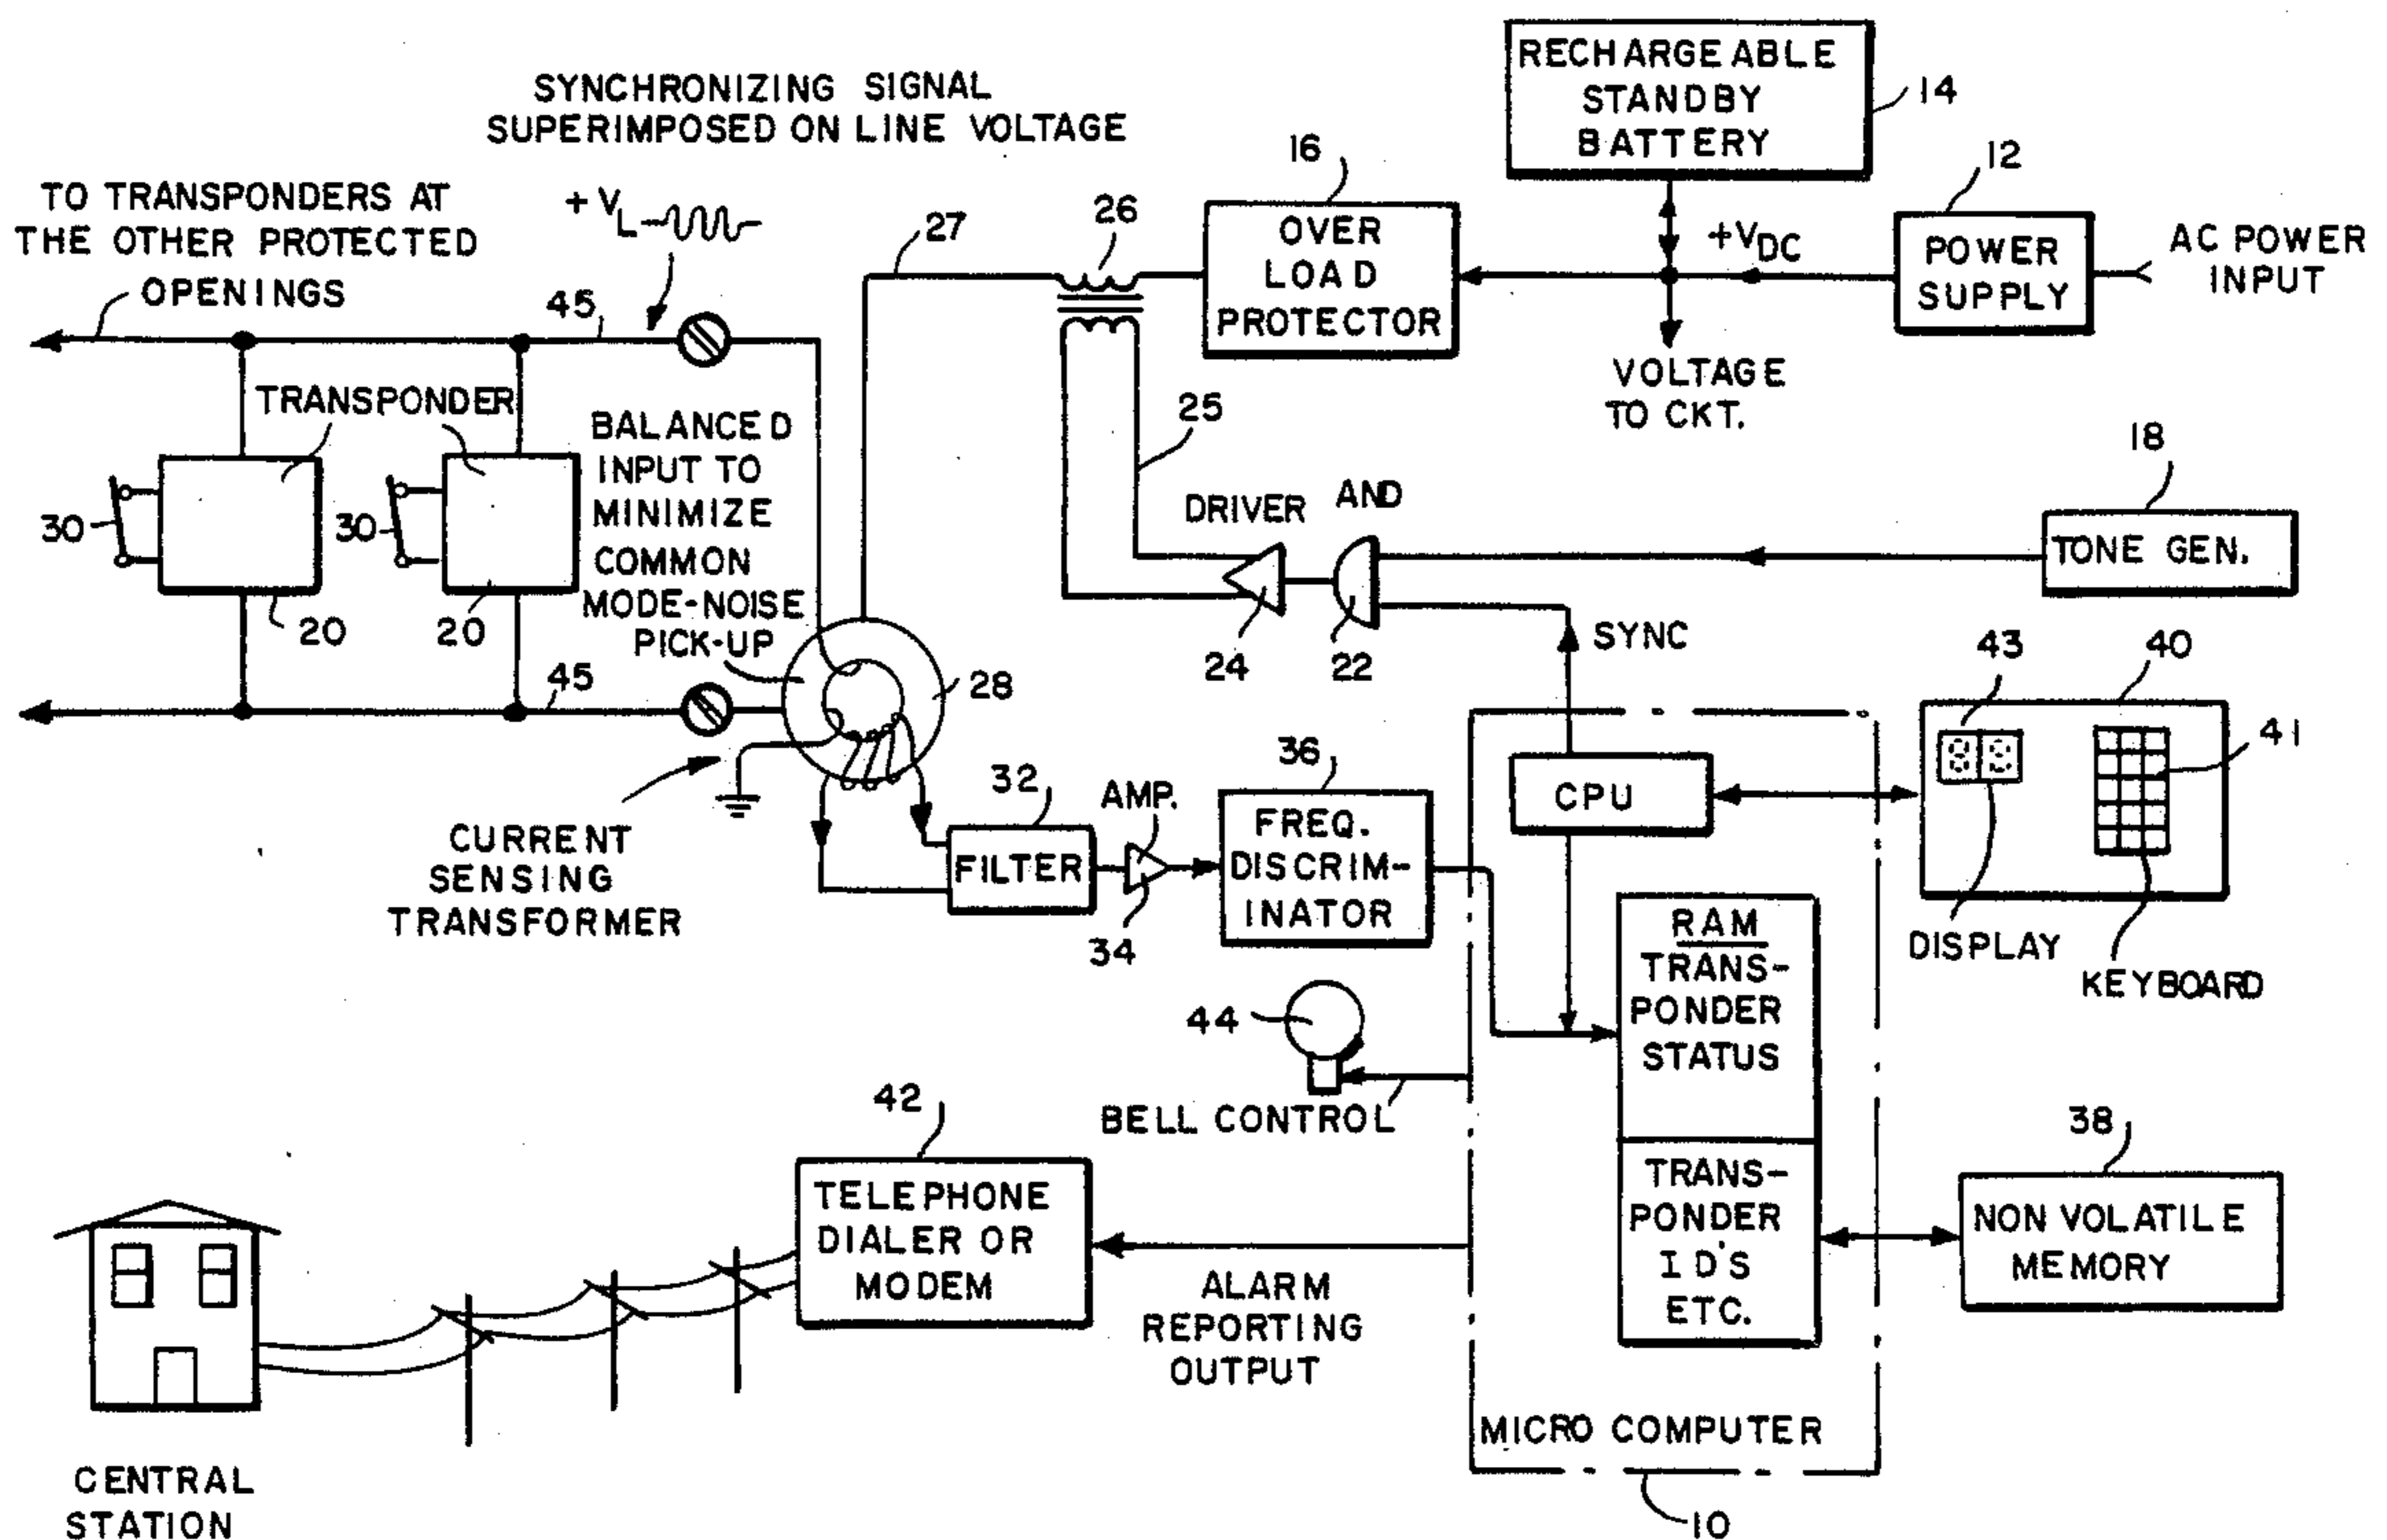 SYNCHRONIZING SIGNAL
SUPERIMPOSED ON LINE VOLTAGE
RECHARGEABLE
STANDBY
BATTERY
14
16
12
TO TRANSPONDERS AT
THE OTHER PROTECTED
OPENINGS
+ VL
27
26
OVER
LOAD
PROTECTOR
+VDC
POWER
SUPPLY
AC POWER
INPUT
45
VOLTAGE
TO CKT.
TRANSPONDER
BALANCED
INPUT TO
MINIMIZE
COMMON
MODE-NOISE
PICK-UP
25
18
DRIVER
AND
TONE GEN.
30
30
20
20
24
22
SYNC
43
40
45
28
41
36
CPU
32
AMP.
FREQ.
DISCRIM-
INATOR
FILTER
34
CURRENT
SENSING
TRANSFORMER
DISPLAY
KEYBOARD
RAM
TRANS-
PONDER
STATUS
44
BELL CONTROL
42
38
TELEPHONE
DIALER OR
MODEM
TRANS-
PONDER
ID'S
ETC.
NON VOLATILE
MEMORY
ALARM
REPORTING
OUTPUT
MICRO COMPUTER
CENTRAL
STATION
10